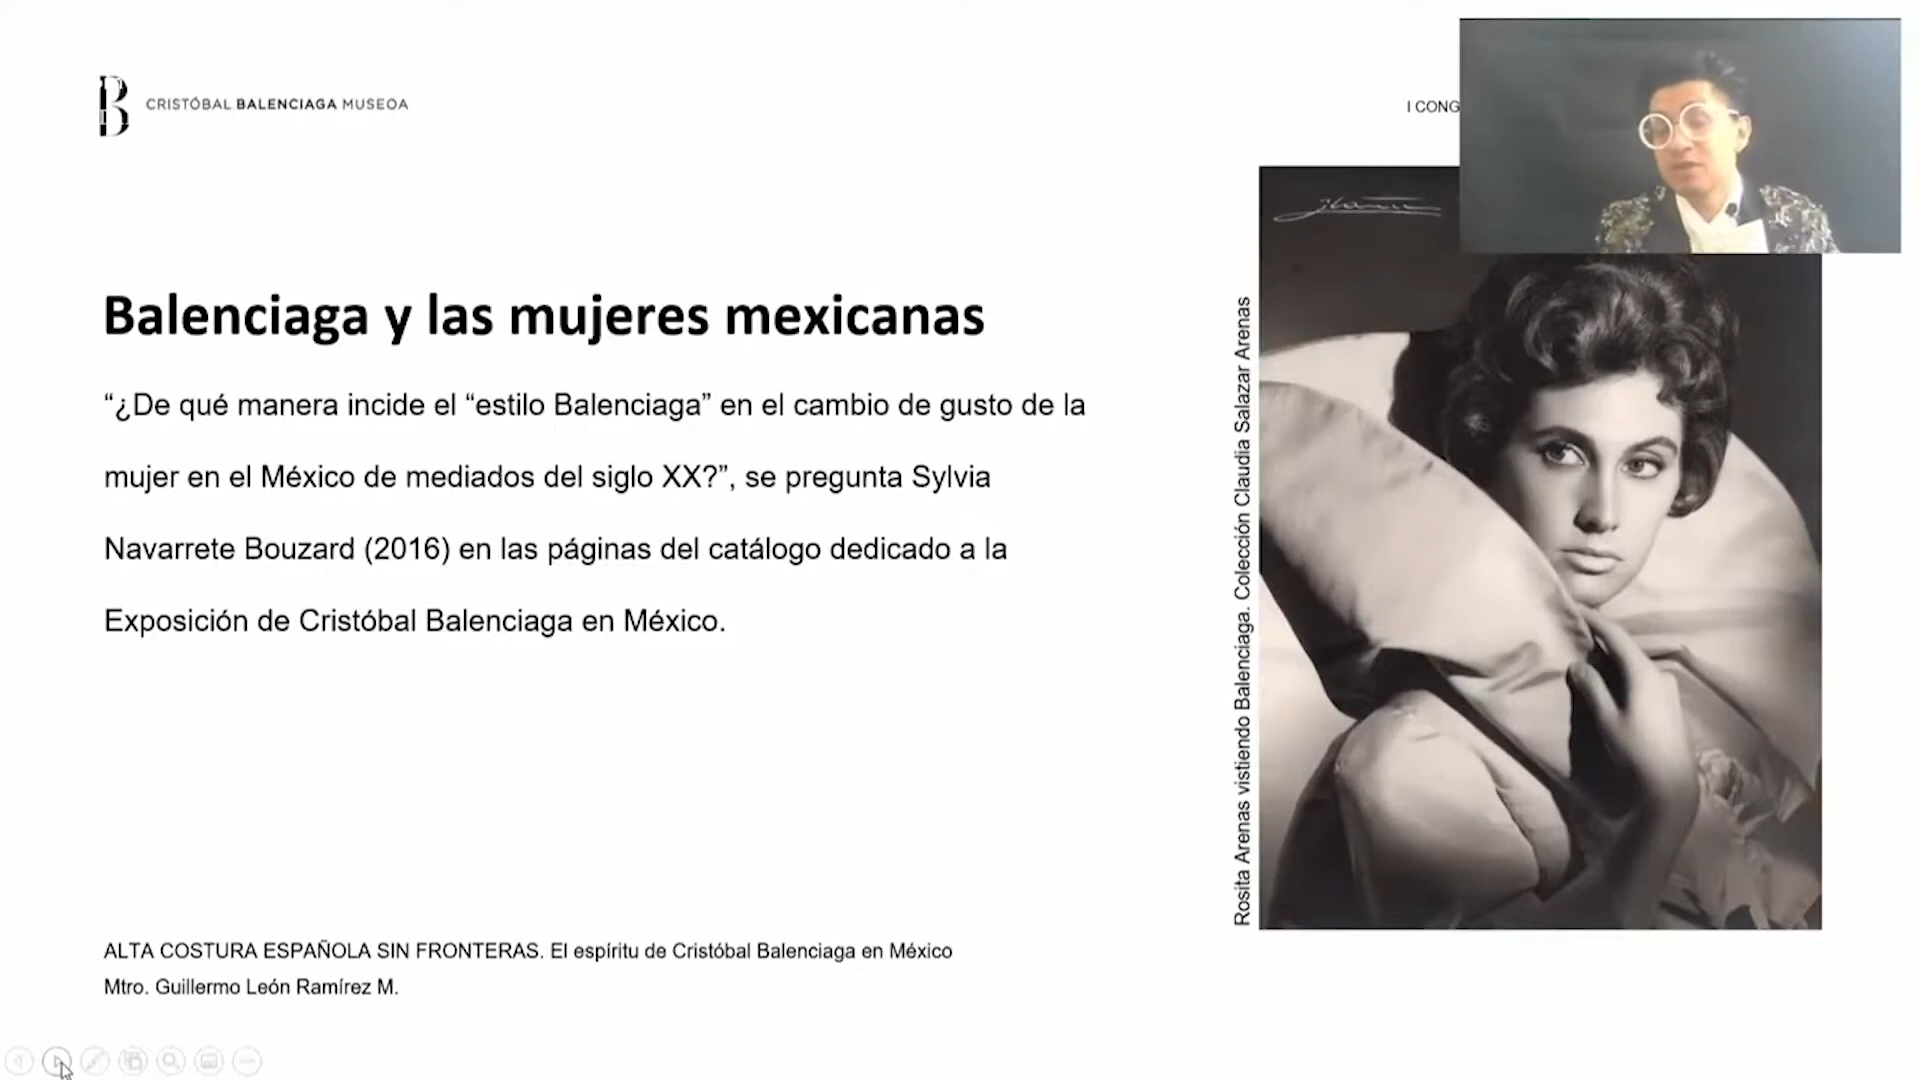 CRISTÓBAL BALENCIAGA MUSEOA
I CONG
Balenciaga y las mujeres mexicanas
“¿De qué manera incide el “estilo Balenciaga” en el cambio de gusto de la
mujer en el México de mediados del siglo XX?”, se pregunta Sylvia
Navarrete Bouzard (2016) en las páginas del catálogo dedicado a la
Exposición de Cristóbal Balenciaga en México.
Rosita Arenas vistiendo Balenciaga. Colección Claudia Salazar Arenas
ALTA COSTURA ESPAÑOLA SIN FRONTERAS. El espíritu de Cristóbal Balenciaga en México
Mtro. Guillermo León Ramírez M.